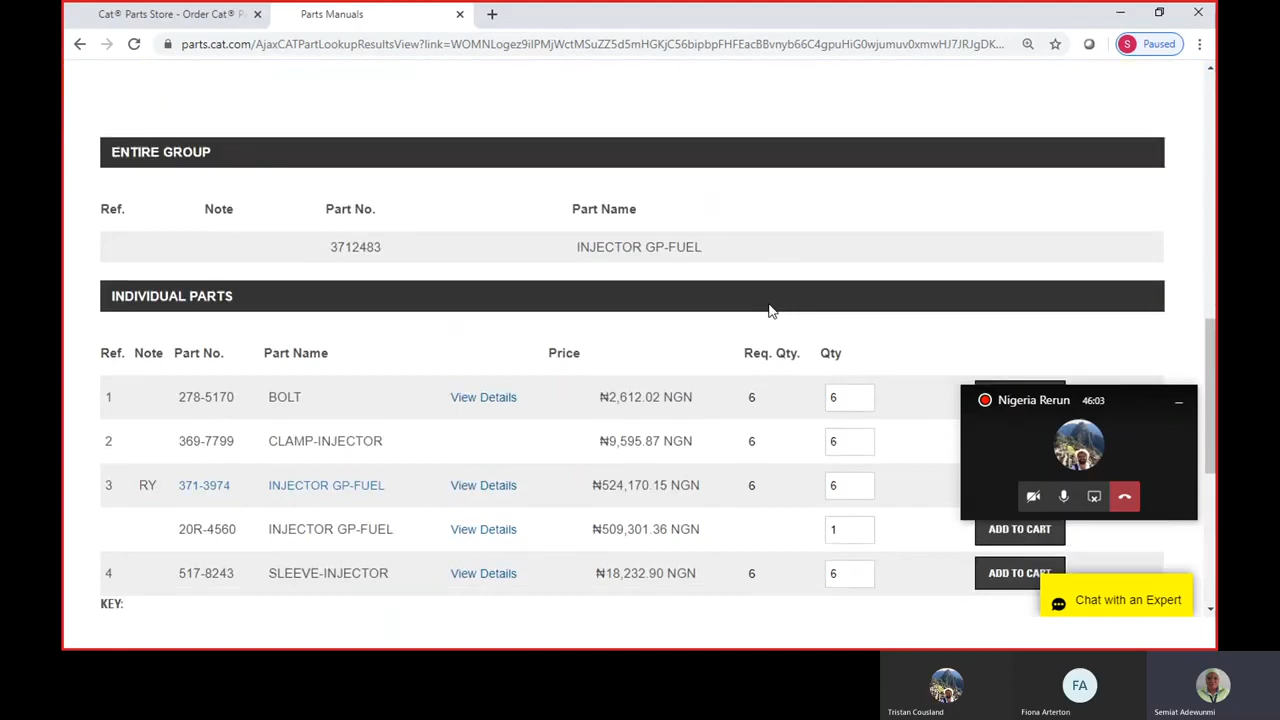 Cat® Parts Store - Order Cat® P
Parts Manuals
parts.cat.com/AjaxCATPartLookupResultsView?link=WOMNLogez9iIPMjWctMSuZZ5d5mHGKjC56bipbpFHFEacBBvnyb66C4gpuHiG0wjumuv0xmwHJ7JRJgDK...
S Paused
ENTIRE GROUP
Ref. Note Part No. Part Name
3712483 INJECTOR GP-FUEL
INDIVIDUAL PARTS
Ref. Note Part No. Part Name Price Req. Qty. Qty
1 278-5170 BOLT View Details ₦2,612.02 NGN 6 6
2 369-7799 CLAMP-INJECTOR ₦9,595.87 NGN 6 6
3 RY 371-3974 INJECTOR GP-FUEL View Details ₦524,170.15 NGN 6 6
20R-4560 INJECTOR GP-FUEL View Details ₦509,301.36 NGN 1 ADD TO CART
4 517-8243 SLEEVE-INJECTOR View Details ₦18,232.90 NGN 6 6 ADD TO CART
KEY:
Nigeria Rerun 46:03
Chat with an Expert
FA
Tristan Cousland Fiona Arterton Semiat Adewunmi